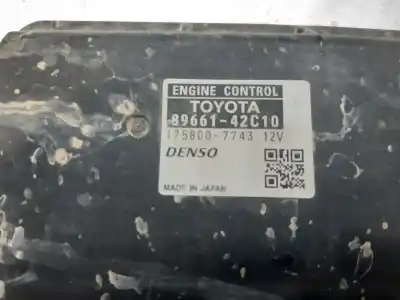 ENGINE CONTROL
TOYOTA
89661-42C10
175800-7743 12V
DENSO
MADE IN JAPAN